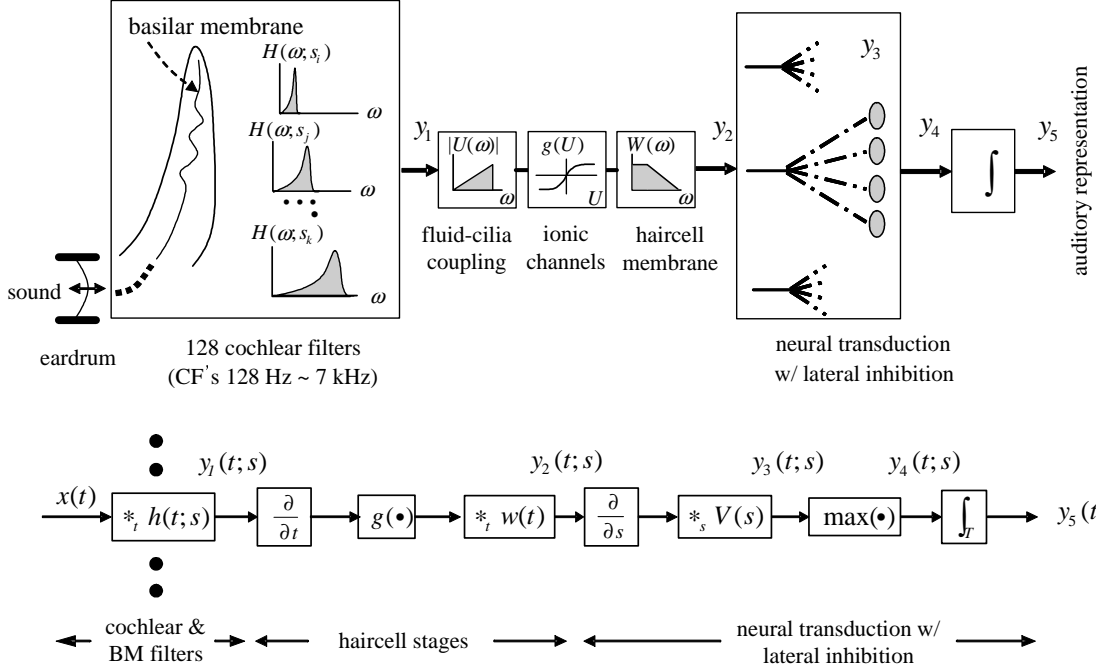 basilar membrane
H(ω; s_i)
ω
H(ω; s_j)
ω
H(ω; s_k)
ω
sound
eardrum
128 cochlear filters
(CF's 128 Hz ~ 7 kHz)
y_1
|U(ω)|
ω
fluid-cilia
coupling
g(U)
U
ionic
channels
W(ω)
ω
haircell
membrane
y_2
y_3
neural transduction
w/ lateral inhibition
y_4
∫
y_5
auditory representation
x(t)
*_t h(t; s)
y_1(t; s)
∂/∂t
g(•)
*_t w(t)
y_2(t; s)
∂/∂s
*_s V(s)
y_3(t; s)
max(•)
y_4(t; s)
∫_T
y_5(t
cochlear &
BM filters
haircell stages
neural transduction w/
lateral inhibition